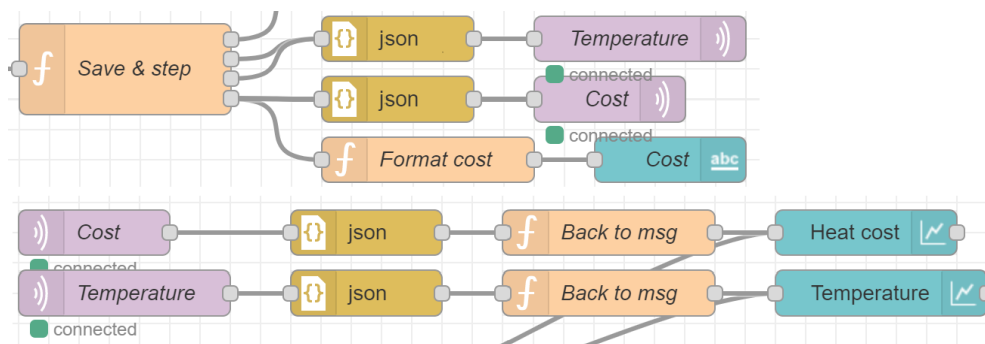 json
Temperature
Save & step
connected
json
Cost
connected
Format cost
Cost
abc
Cost
json
Back to msg
Heat cost
connected
Temperature
json
Back to msg
Temperature
connected